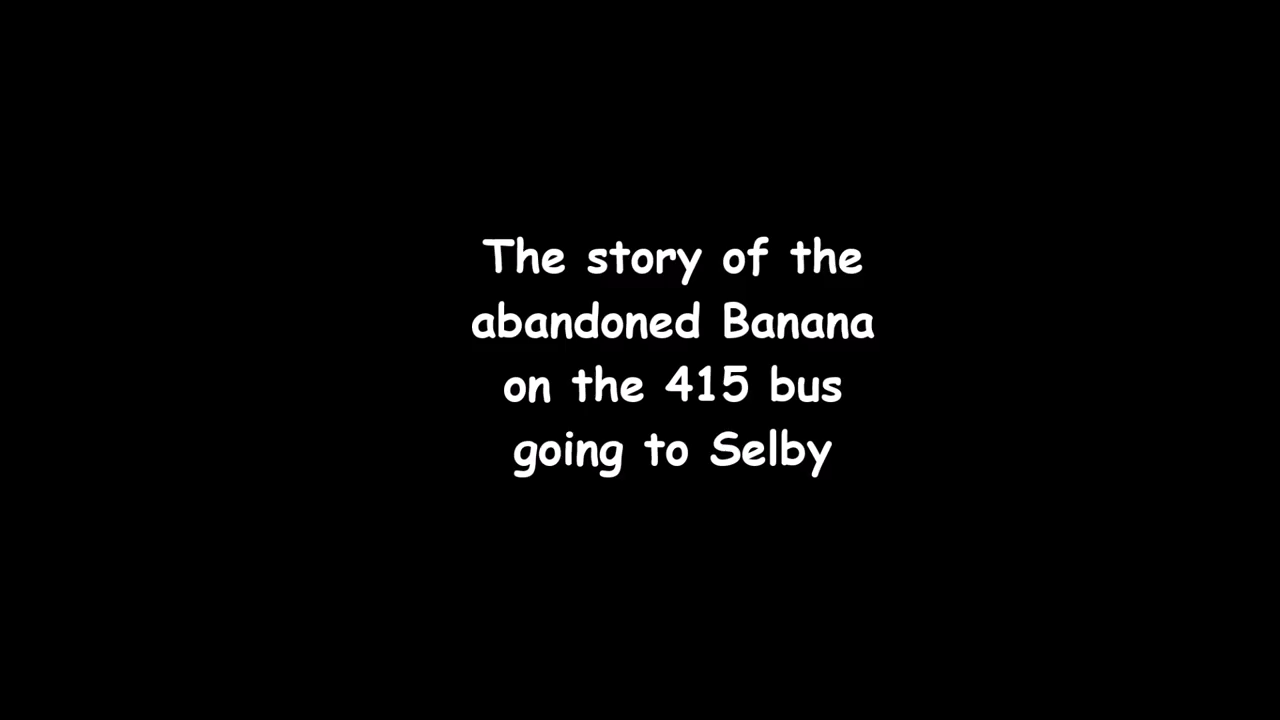 The story of the
abandoned Banana
on the 415 bus
going to Selby